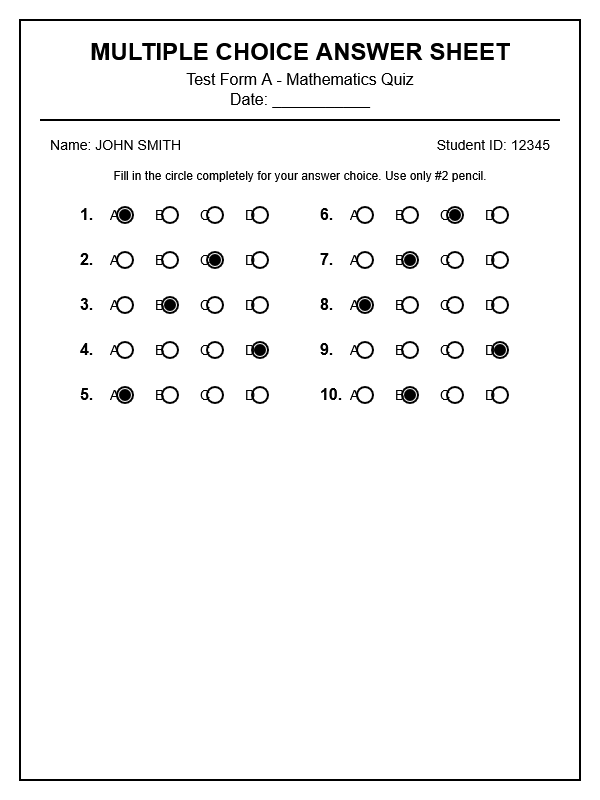 MULTIPLE CHOICE ANSWER SHEET
Test Form A - Mathematics Quiz
Date: ____________
Name: JOHN SMITH Student ID: 12345
Fill in the circle completely for your answer choice. Use only #2 pencil.
1. A B C D 6. A B C D
2. A B C D 7. A B C D
3. A B C D 8. A B C D
4. A B C D 9. A B C D
5. A B C D 10. A B C D